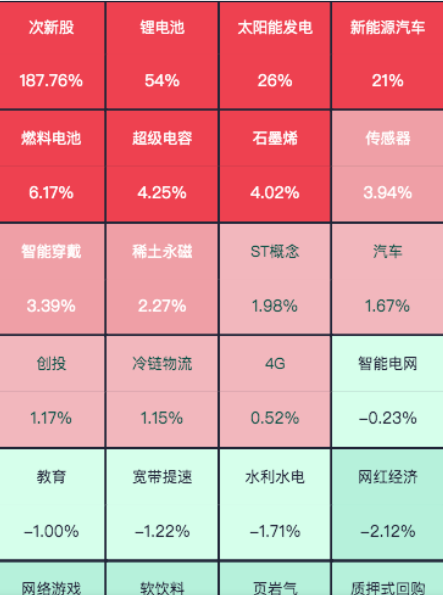 次新股 锂电池 太阳能发电 新能源汽车
187.76% 54% 26% 21%
燃料电池 超级电容 石墨烯 传感器
6.17% 4.25% 4.02% 3.94%
智能穿戴 稀土永磁 ST概念 汽车
3.39% 2.27% 1.98% 1.67%
创投 冷链物流 4G 智能电网
1.17% 1.15% 0.52% -0.23%
教育 宽带提速 水利水电 网红经济
-1.00% -1.22% -1.71% -2.12%
网络游戏 软饮料 页岩气 质押式回购